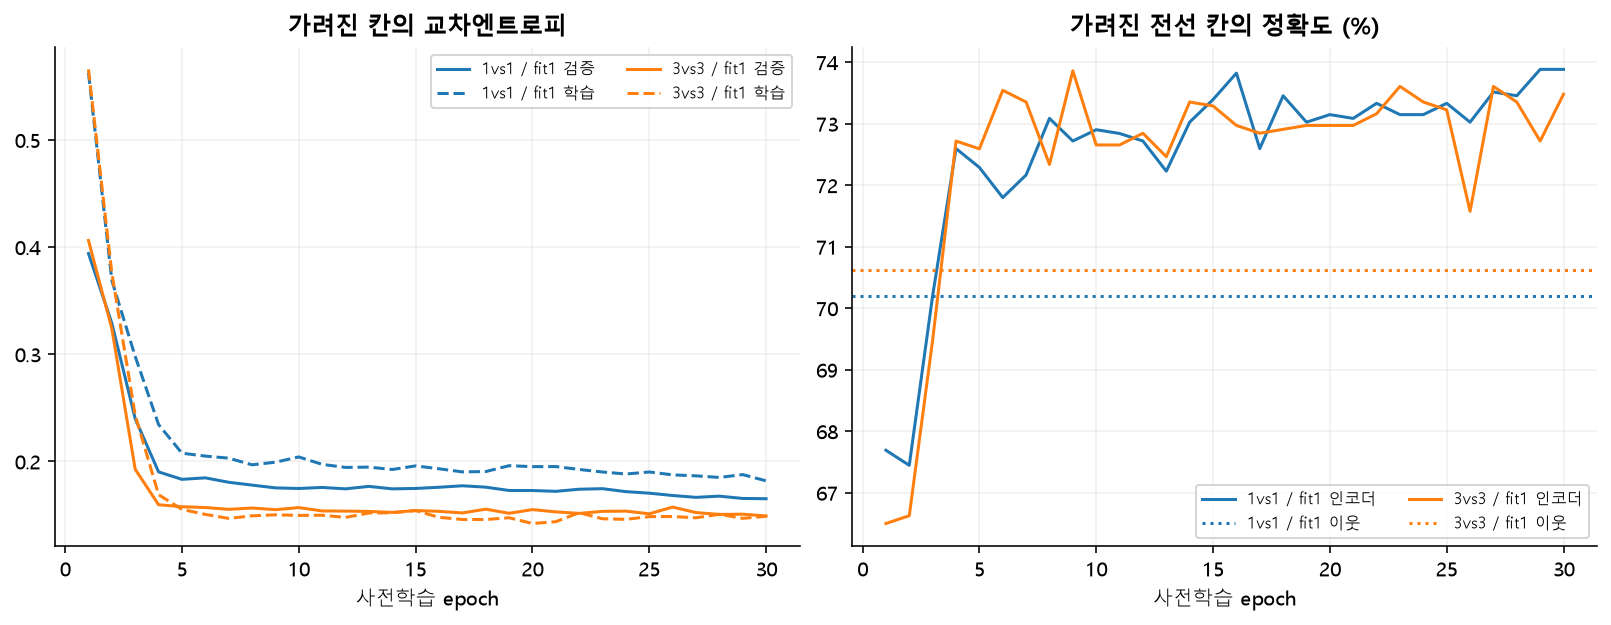 가려진 칸의 교차엔트로피
1vs1 / fit1 검증
1vs1 / fit1 학습
3vs3 / fit1 검증
3vs3 / fit1 학습
0.5
0.4
0.3
0.2
0 5 10 15 20 25 30
사전학습 epoch
가려진 전선 칸의 정확도 (%)
74
73
72
71
70
69
68
67
1vs1 / fit1 인코더
1vs1 / fit1 이웃
3vs3 / fit1 인코더
3vs3 / fit1 이웃
0 5 10 15 20 25 30
사전학습 epoch